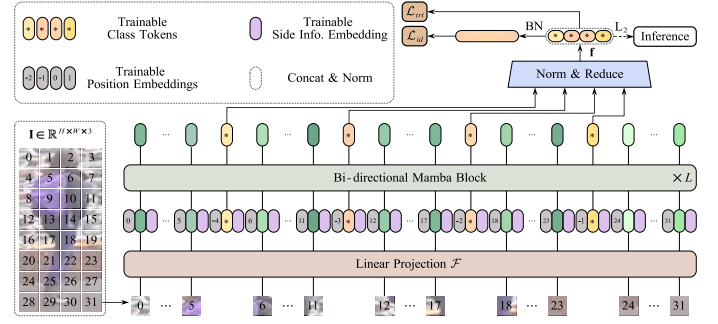 Trainable
Class Tokens
Trainable
Side Info. Embedding
-2 -1 0 1
Trainable
Position Embeddings
Concat & Norm
L_tri
L_id
BN
L_2
Inference
f
Norm & Reduce
I ∈ ℝ^{H×W×3}
0 1 2 3
4 5 6 7
8 9 10 11
12 13 14 15
16 17 18 19
20 21 22 23
24 25 26 27
28 29 30 31
* * * *
Bi-directional Mamba Block × L
0 ... 5 -4 * 6 ... 11 -3 * 12 ... 17 -2 * 18 ... 23 -1 * 24 ... 31
Linear Projection F
0 ... 5 6 ... 11 12 ... 17 18 ... 23 24 ... 31